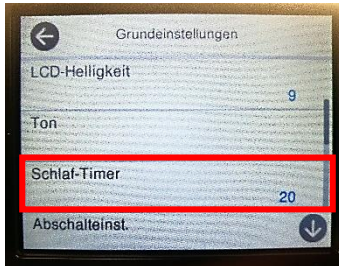 Grundeinstellungen
LCD-Helligkeit
9
Ton
Schlaf-Timer
20
Abschalteinst.